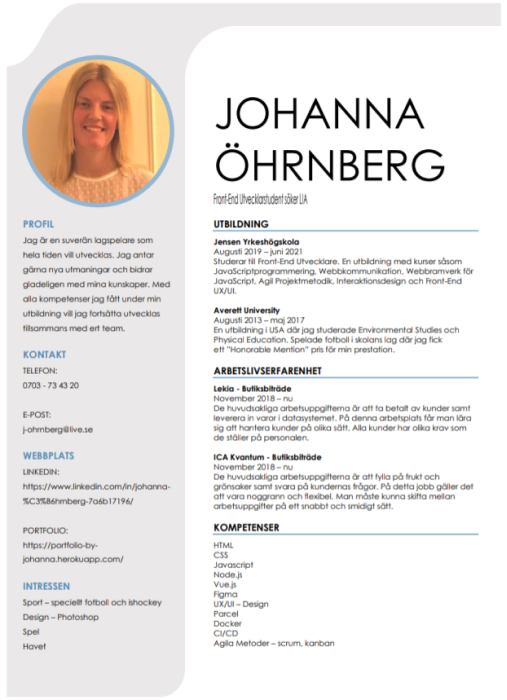 JOHANNA
ÖHRNBERG
Front-End Utvecklarstudent söker LIA
PROFIL
Jag är en suverän lagspelare som
hela tiden vill utvecklas. Jag antar
gärna nya utmaningar och bidrar
gladeligen med mina kunskaper. Med
alla kompetenser jag fått under min
utbildning vill jag fortsätta utvecklas
tillsammans med ert team.
KONTAKT
TELEFON:
0703 - 73 43 20
E-POST:
j-ohrnberg@live.se
WEBBPLATS
LINKEDIN:
https://www.linkedin.com/in/johanna-
%C3%B6hrnberg-7a6b17196/
PORTFOLIO:
https://portfolio-by-
johanna.herokuapp.com/
INTRESSEN
Sport – speciellt fotboll och ishockey
Design – Photoshop
Spel
Havet
UTBILDNING
Jensen Yrkeshögskola
Augusti 2019 – juni 2021
Studerar till Front-End Utvecklare. En utbildning med kurser såsom
JavaScriptprogrammering, Webbkommunikation, Webbramverk för
JavaScript, Agil Projektmetodik, Interaktionsdesign och Front-End
UX/UI.
Averett University
Augusti 2013 – maj 2017
En utbildning i USA där jag studerade Environmental Studies och
Physical Education. Spelade fotboll i skolans lag där jag fick
ett "Honorable Mention" pris för min prestation.
ARBETSLIVSERFARENHET
Lekia - Butiksbiträde
November 2018 – nu
De huvudsakliga arbetsuppgifterna är att ta betalt av kunder samt
leverera in varor i datasystemet. På denna arbetsplats får man lära
sig att hantera kunder på olika sätt. Alla kunder har olika krav som
de ställer på personalen.
ICA Kvantum - Butiksbiträde
November 2018 – nu
De huvudsakliga arbetsuppgifterna är att fylla på frukt och
grönsaker samt svara på kundernas frågor. På detta jobb gäller det
att vara noggrann och flexibel. Man måste kunna skifta mellan
arbetsuppgifter på ett snabbt och smidigt sätt.
KOMPETENSER
HTML
CSS
Javascript
Node.js
Vue.js
Figma
UX/UI – Design
Parcel
Docker
CI/CD
Agila Metoder – scrum, kanban